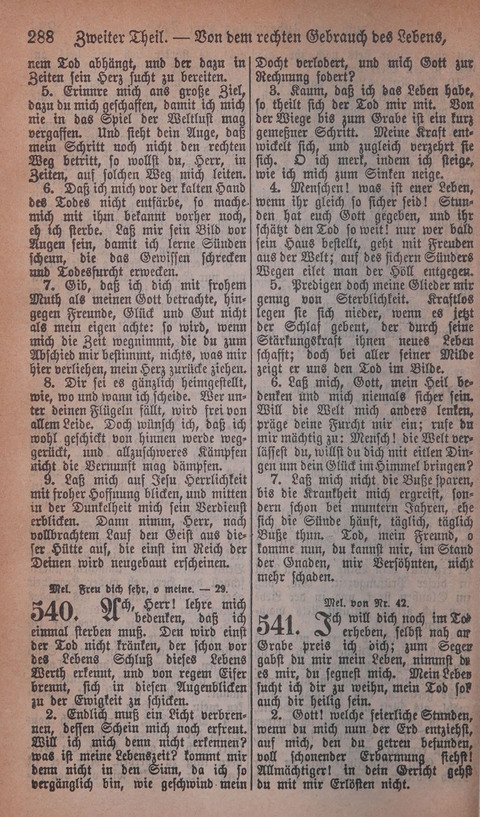 288 Zweiter Theil. — Von dem rechten Gebrauch des Lebens,
nem Tod abhängt, und der dazu in
Zeiten sein Herz sucht zu bereiten.
5. Erinnre mich ans große Ziel,
dazu du mich geschaffen, damit ich mich
nie in das Spiel der Weltlust mag
vergaffen. Und sieht dein Auge, daß
mein Schritt noch nicht den rechten
Weg betritt, so wollst du, Herr, in
Zeiten, auf solchen Weg mich leiten.
6. Daß ich mich vor der kalten Hand
des Todes nicht entfärbe, so mache
mich mit ihm bekannt vorher noch,
eh ich sterbe. Laß mir sein Bild vor
Augen sein, damit ich lerne Sünden
scheun, die das Gewissen schrecken
und Todesfurcht erwecken.
7. Gib, daß ich dich mit frohem
Muth als meinen Gott betrachte, hin-
gegen Freunde, Glück und Gut nicht
als mein eigen achte: so wird, wenn
mich die Zeit wegnimmt, die du zum
Abschied mir bestimmt, nichts, was mir
hier verliehen, mein Herz zurücke ziehen.
8. Dir sei es gänzlich heimgestellt,
wie, wo und wann ich scheide. Wer un-
ter deinen Flügeln fällt, wird frei von
allem Leide. Doch wünsch ich, daß ich
wohl geschickt von hinnen werde weg-
gerückt, und allzuschweres Kämpfen
nicht die Vernunft mag dämpfen.
9. Laß mich auf Jesu Herrlichkeit
mit froher Hoffnung blicken, und mitten
in der Dunkelheit mich sein Verdienst
erblicken. Dann nimm, Herr, nach
vollbrachtem Lauf den Geist aus die-
ser Hütte auf, die einst im Reich der
Deinen wird neugebaut erscheinen.
Mel. Freu dich sehr, o meine. — 29.
540. Ach, Herr! lehre mich
bedenken, daß ich
einmal sterben muß. Den wird einst
der Tod nicht kränken, der schon vor
des Lebens Schluß dieses Lebens
Werth erkennt, und von regem Eifer
brennt, sich in diesen Augenblicken
zu der Ewigkeit zu schicken.
2. Endlich muß ein Licht verbren-
nen, dessen Schein mich noch erfreut.
Will ich mich denn nicht erkennen?
was ist meine Lebenszeit? kommt mir
denn nicht in den Sinn, da ich so
vergänglich bin, wie geschwind mein
Docht verlodert, und mich Gott zur
Rechnung fodert?
3. Kaum, daß ich das Leben habe,
so theilt sich der Tod mir mit. Von
der Wiege bis zum Grabe ist ein kurz
gemeßner Schritt. Meine Kraft ent-
wickelt sich, und zugleich verzehrt sie
sich. O ich merk, indem ich steige,
wie ich mich zum Sinken neige.
4. Menschen! was ist euer Leben,
wenn ihr gleich so sicher seid! Stun-
den hat euch Gott gegeben, und ihr
schätzt den Tod so weit! nur wer bald
sein Haus bestellt, geht mit Freuden
aus der Welt; auf des sichern Sünders
Wegen eilet man der Höll entgegen.
5. Predigen doch meine Glieder mir
genug von Sterblichkeit. Kraftlos
legen sie sich nieder, wenn es jetzt
der Schlaf gebeut, der durch seine
Stärkungskraft ihnen neues Leben
schafft; doch bei aller seiner Milde
zeigt er uns den Tod im Bilde.
6. Laß mich, Gott, mein Heil be-
denken und mich niemals sicher sein.
Will die Welt mich anders lenken,
präge deine Furcht mir ein; rufe du
mir mächtig zu: Mensch! die Welt ver-
lässest du, willst du dich mit eitlen Din-
gen um dein Glück im Himmel bringen?
7. Laß mich nicht die Buße sparen,
bis die Krankheit mich ergreift, son-
dern schon bei muntern Jahren, ehe
sich die Sünde häuft, täglich, täglich
Buße thun. Tod, mein Freund, o
komme nun, du kannst mir, im Stand
der Gnaden, mir Versöhnten, nicht
mehr schaden.
Mel. von Nr. 42.
541. Ich will dich noch im Tod
erheben, selbst nah am
Grabe preis ich dich; zum Segen
gabst du mir mein Leben, nimmst du
es mir, du segnest mich. Mein Leben
sucht ich dir zu weihn, mein Tod soll
auch dir heilig sein.
2. Gott! welche feierliche Stunden,
wenn du mich nun der Erd entziehst,
auf mich, den du getreu befunden,
voll schonender Erbarmung siehst!
Allmächtiger! in dein Gericht gehst
du mit mir Erlösten nicht.